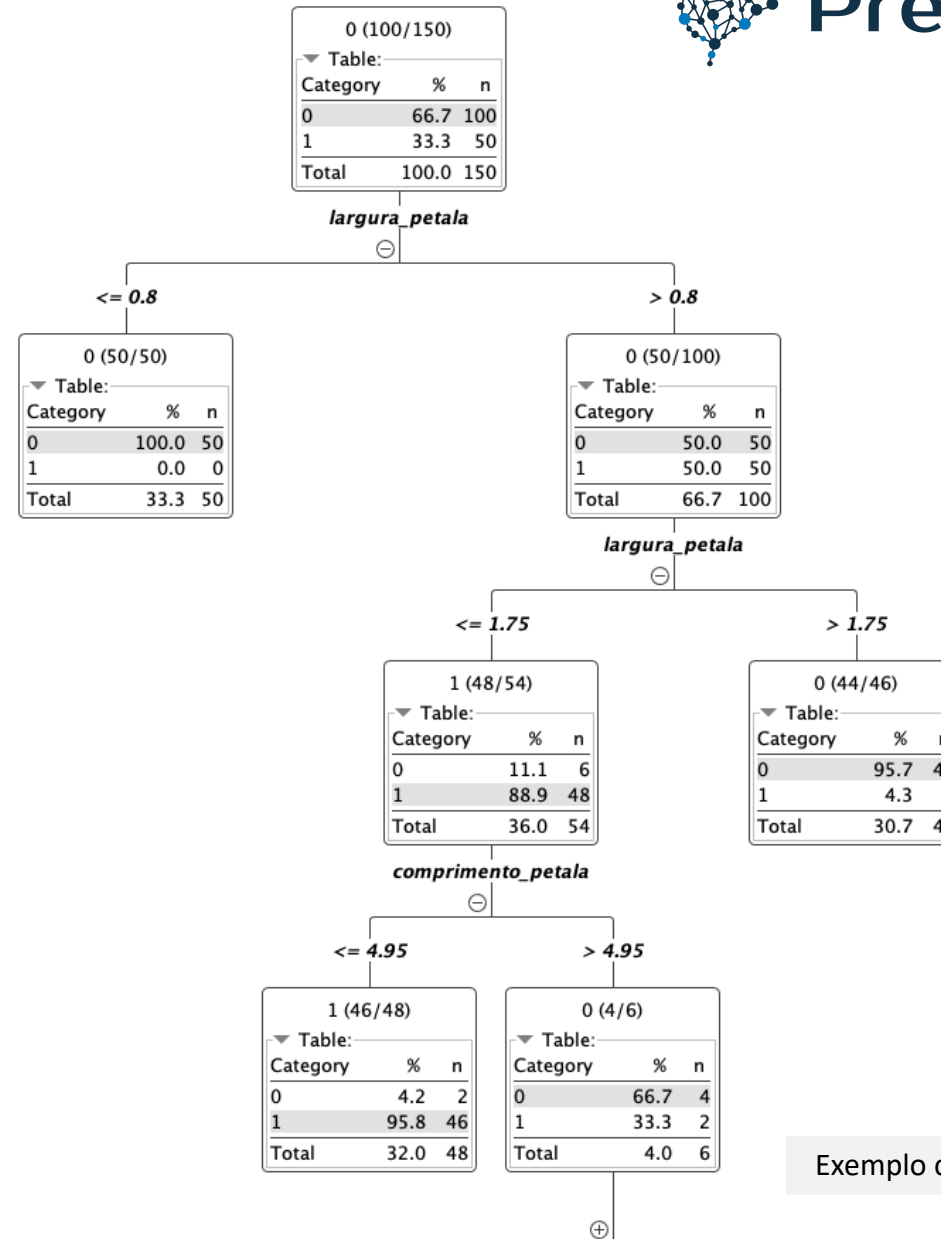 Pre
0 (100/150)
Table:
Category % n
0 66.7 100
1 33.3 50
Total 100.0 150
largura_petala
<= 0.8
> 0.8
0 (50/50)
Table:
Category % n
0 100.0 50
1 0.0 0
Total 33.3 50
0 (50/100)
Table:
Category % n
0 50.0 50
1 50.0 50
Total 66.7 100
largura_petala
<= 1.75
> 1.75
1 (48/54)
Table:
Category % n
0 11.1 6
1 88.9 48
Total 36.0 54
0 (44/46)
Table:
Category %
0 95.7 4
1 4.3
Total 30.7 4
comprimento_petala
<= 4.95
> 4.95
1 (46/48)
Table:
Category % n
0 4.2 2
1 95.8 46
Total 32.0 48
0 (4/6)
Table:
Category % n
0 66.7 4
1 33.3 2
Total 4.0 6
Exemplo